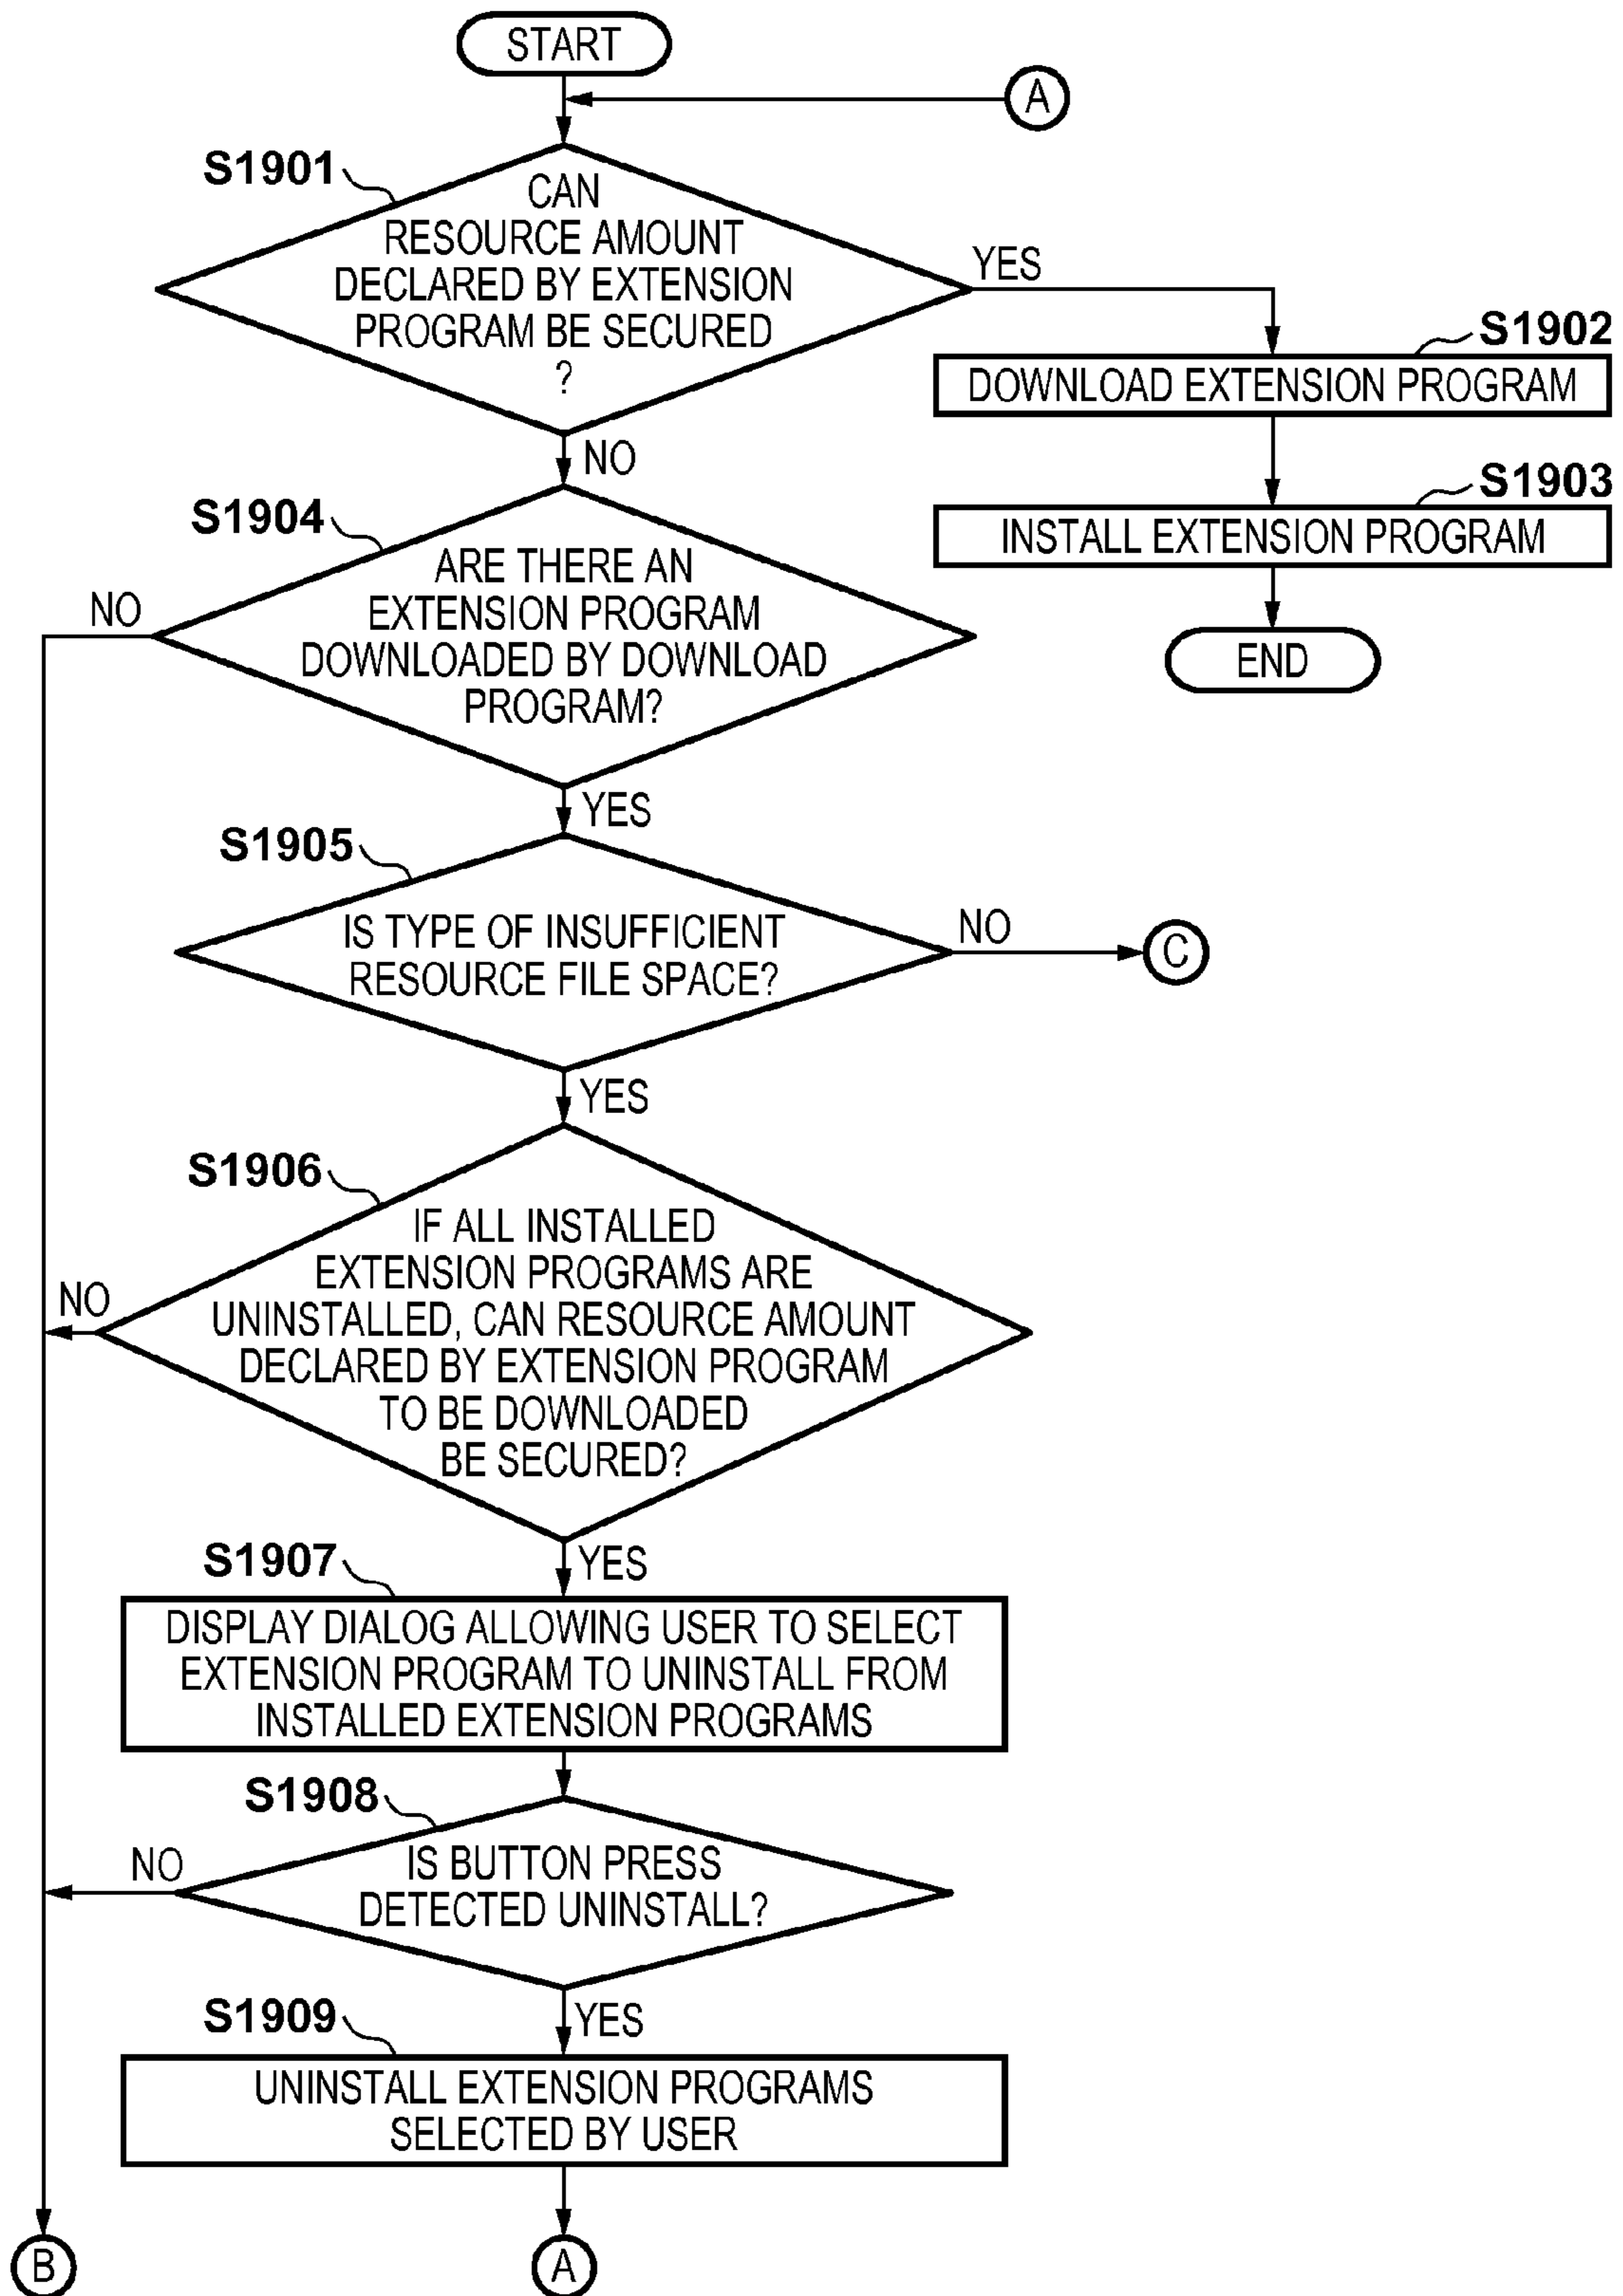 START
A
S1901
CAN
RESOURCE AMOUNT
DECLARED BY EXTENSION
PROGRAM BE SECURED
?
YES
S1902
DOWNLOAD EXTENSION PROGRAM
NO
S1903
INSTALL EXTENSION PROGRAM
END
S1904
ARE THERE AN
EXTENSION PROGRAM
DOWNLOADED BY DOWNLOAD
PROGRAM?
NO
YES
S1905
IS TYPE OF INSUFFICIENT
RESOURCE FILE SPACE?
NO
C
YES
S1906
IF ALL INSTALLED
EXTENSION PROGRAMS ARE
UNINSTALLED, CAN RESOURCE AMOUNT
DECLARED BY EXTENSION PROGRAM
TO BE DOWNLOADED
BE SECURED?
NO
YES
S1907
DISPLAY DIALOG ALLOWING USER TO SELECT
EXTENSION PROGRAM TO UNINSTALL FROM
INSTALLED EXTENSION PROGRAMS
S1908
IS BUTTON PRESS
DETECTED UNINSTALL?
NO
YES
S1909
UNINSTALL EXTENSION PROGRAMS
SELECTED BY USER
B
A